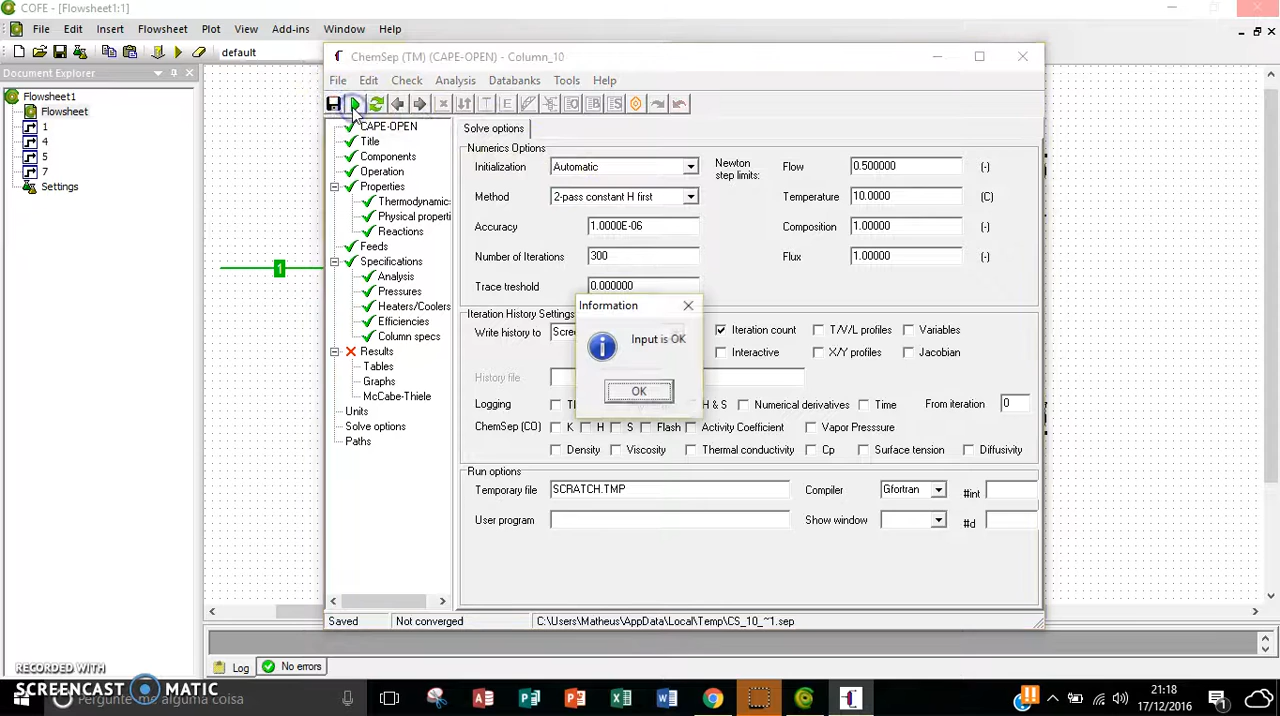 COFE - [Flowsheet1:1]
File Edit Insert Flowsheet Plot View Add-ins Window Help
default
Document Explorer
Flowsheet1
Flowsheet
1
4
5
7
Settings
1
ChemSep (TM) (CAPE-OPEN) - Column_10
File Edit Check Analysis Databanks Tools Help
CAPE-OPEN
Title
Components
Operation
Properties
Thermodynamic
Physical properti
Reactions
Feeds
Specifications
Analysis
Pressures
Heaters/Coolers
Efficiencies
Column specs
Results
Tables
Graphs
McCabe-Thiele
Units
Solve options
Paths
Solve options
Numerics Options
Initialization Automatic Newton step limits: Flow 0.500000 (-)
Method 2-pass constant H first Temperature 10.0000 (C)
Accuracy 1.0000E-06 Composition 1.00000 (-)
Number of Iterations 300 Flux 1.00000 (-)
Trace treshold 0.000000
Iteration History Settings
Write history to Scre Iteration count T/V/L profiles Variables
Interactive X/Y profiles Jacobian
History file
Logging H & S Numerical derivatives Time From iteration 0
ChemSep (CO) K H S Flash Activity Coefficient Vapor Presssure
Density Viscosity Thermal conductivity Cp Surface tension Diffusivity
Run options
Temporary file SCRATCH.TMP Compiler Gfortran #int
User program Show window #d
Information
Input is OK
OK
Saved Not converged C:\Users\Matheus\AppData\Local\Temp\CS_10_~1.sep
Log No errors
RECORDED WITH
SCREENCAST MATIC
Pergunte-me alguma coisa
21:18
17/12/2016
1